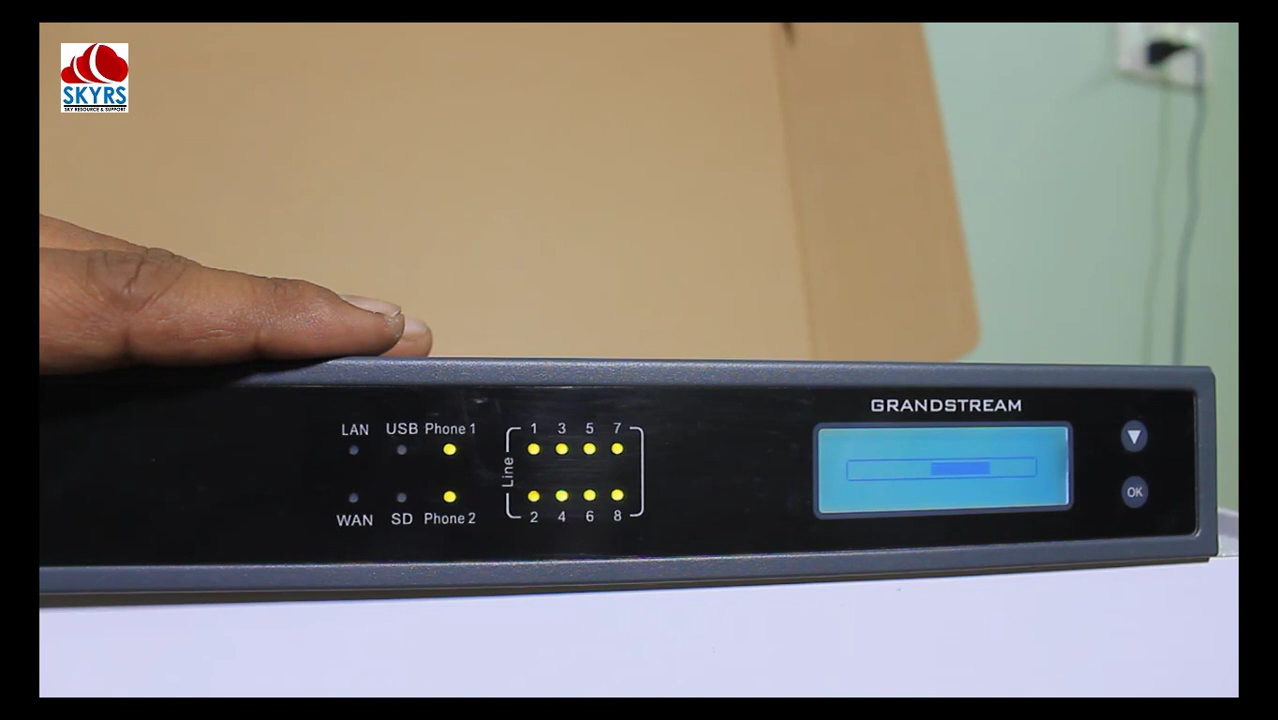 SKYRS
SKY RESOURCE & SUPPORT
GRANDSTREAM
LAN USB Phone 1
WAN SD Phone 2
Line
1 3 5 7
2 4 6 8
OK